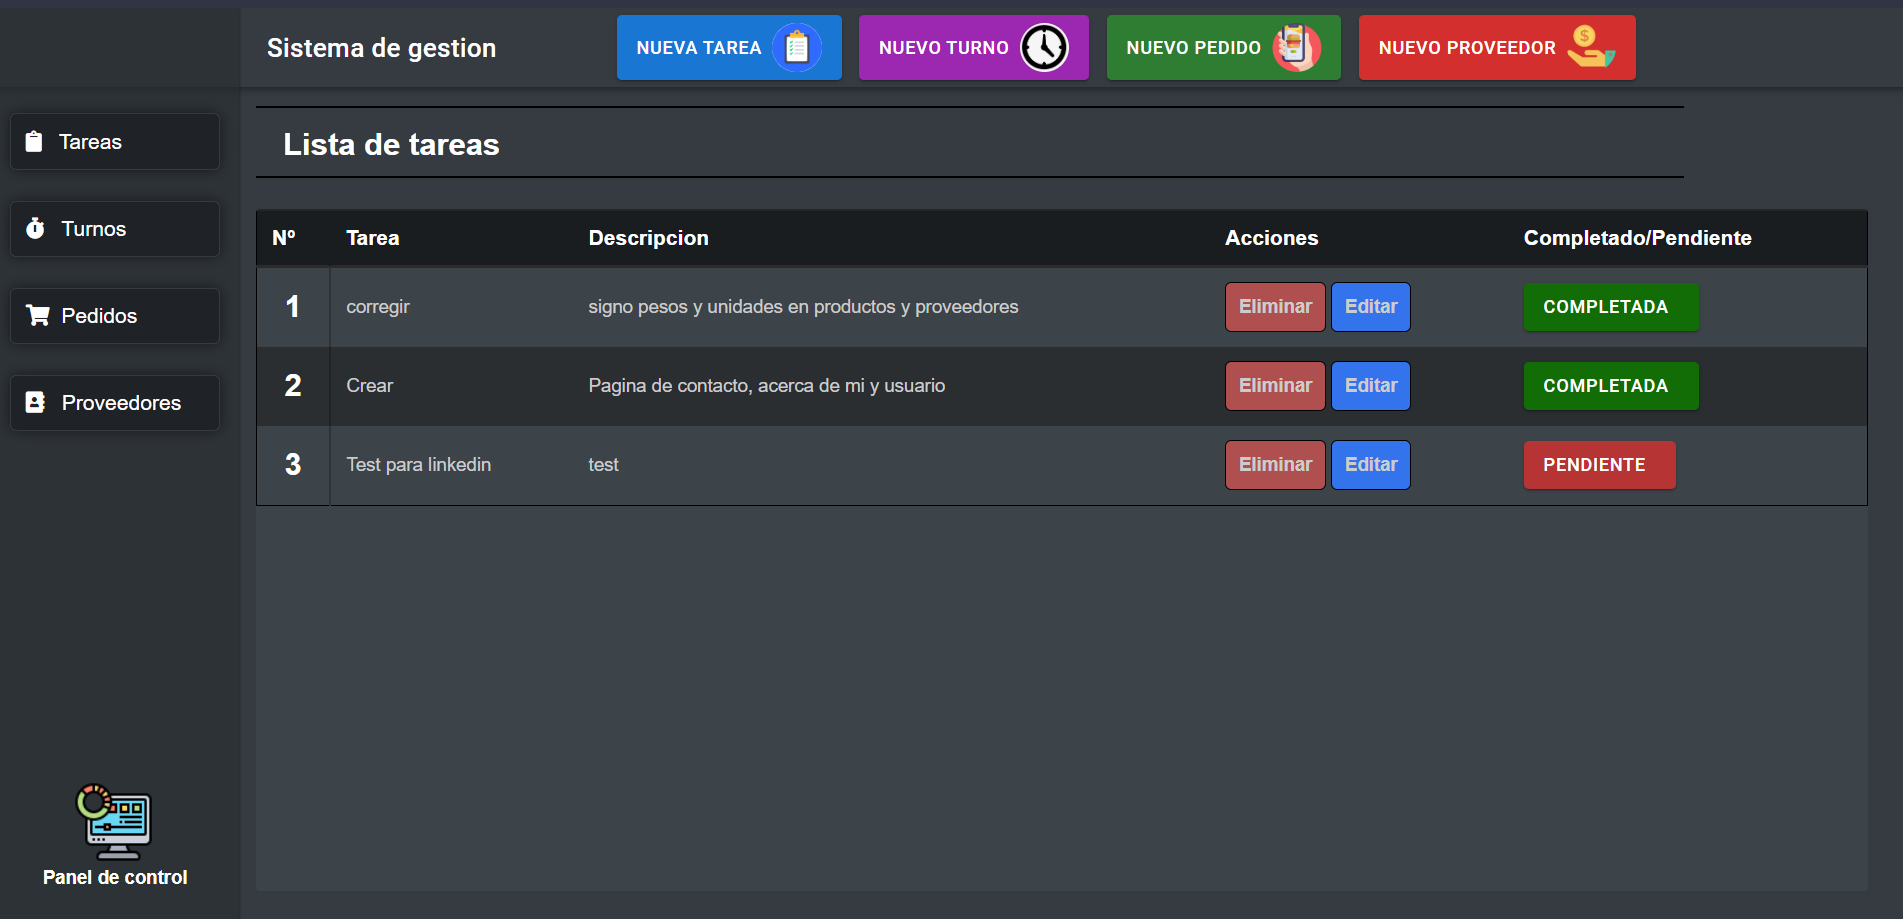 Sistema de gestion
NUEVA TAREA
NUEVO TURNO
NUEVO PEDIDO
NUEVO PROVEEDOR
Tareas
Turnos
Pedidos
Proveedores
Panel de control
Lista de tareas
Nº Tarea Descripcion Acciones Completado/Pendiente
1 corregir signo pesos y unidades en productos y proveedores Eliminar Editar COMPLETADA
2 Crear Pagina de contacto, acerca de mi y usuario Eliminar Editar COMPLETADA
3 Test para linkedin test Eliminar Editar PENDIENTE